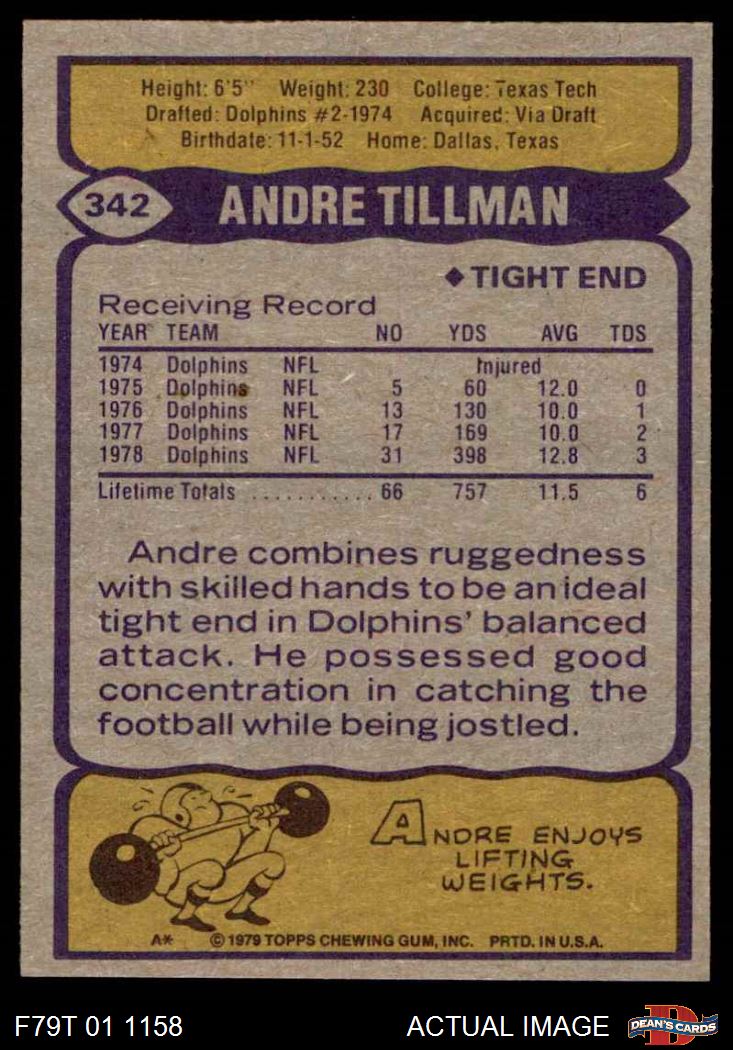 Height: 6'5" Weight: 230 College: Texas Tech
Drafted: Dolphins #2-1974 Acquired: Via Draft
Birthdate: 11-1-52 Home: Dallas, Texas
342 ANDRE TILLMAN
◆TIGHT END
Receiving Record
YEAR TEAM NO YDS AVG TDS
1974 Dolphins NFL Injured
1975 Dolphins NFL 5 60 12.0 0
1976 Dolphins NFL 13 130 10.0 1
1977 Dolphins NFL 17 169 10.0 2
1978 Dolphins NFL 31 398 12.8 3
Lifetime Totals ............ 66 757 11.5 6
Andre combines ruggedness
with skilled hands to be an ideal
tight end in Dolphins' balanced
attack. He possessed good
concentration in catching the
football while being jostled.
ANDRE ENJOYS
LIFTING
WEIGHTS.
A* © 1979 TOPPS CHEWING GUM, INC. PRTD. IN U.S.A.
F79T 01 1158 ACTUAL IMAGE D DEAN'S CARDS